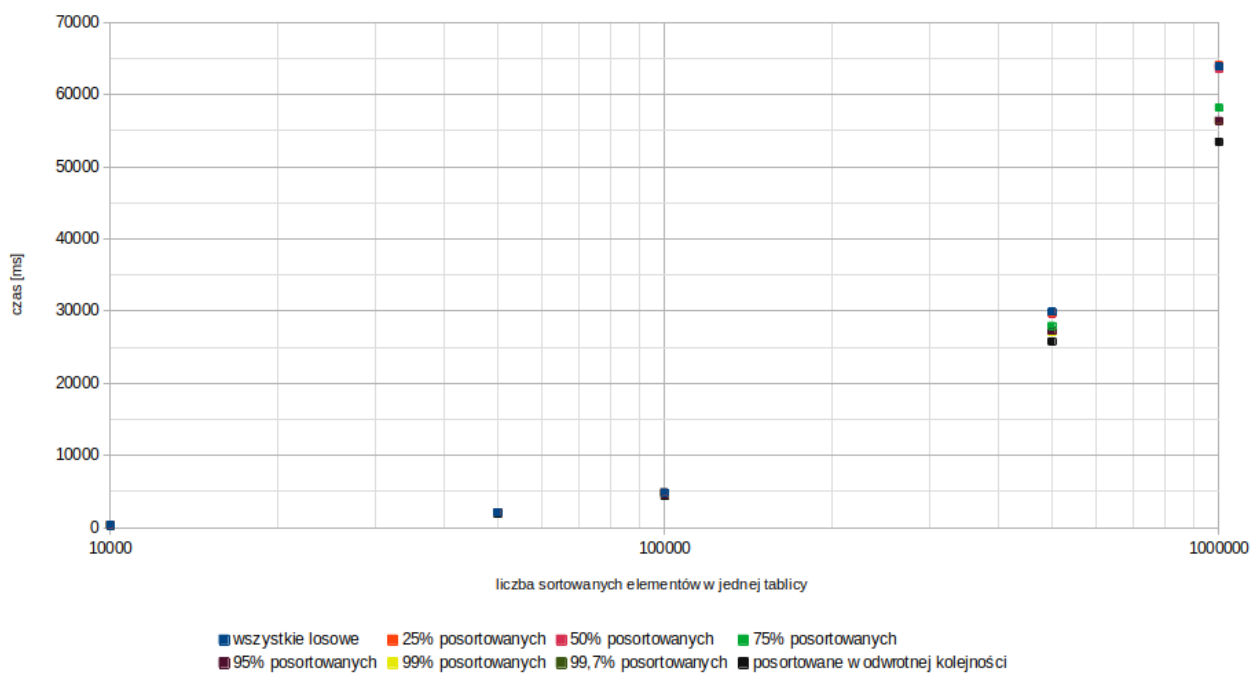 70000
60000
50000
40000
30000
20000
10000
0
czas [ms]
10000 100000 1000000
liczba sortowanych elementów w jednej tablicy
wszystkie losowe 25% posortowanych 50% posortowanych 75% posortowanych
95% posortowanych 99% posortowanych 99,7% posortowanych posortowane w odwrotnej kolejności